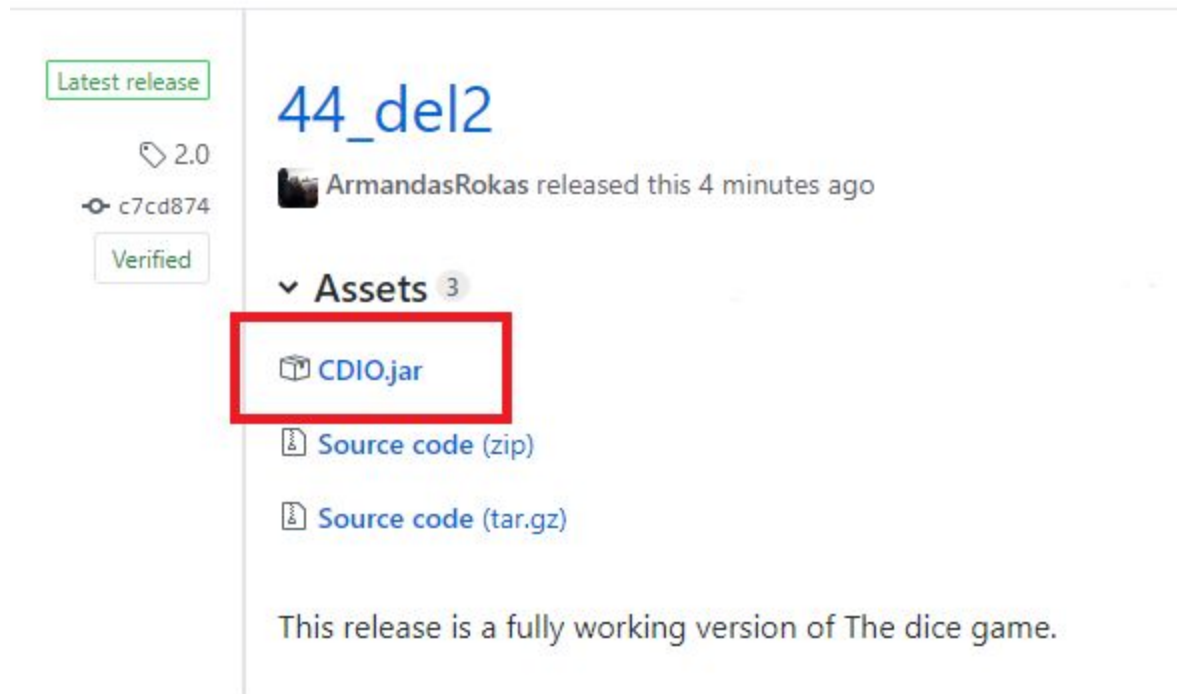 Latest release
2.0
c7cd874
Verified
44_del2
ArmandasRokas released this 4 minutes ago
Assets 3
CDIO.jar
Source code (zip)
Source code (tar.gz)
This release is a fully working version of The dice game.